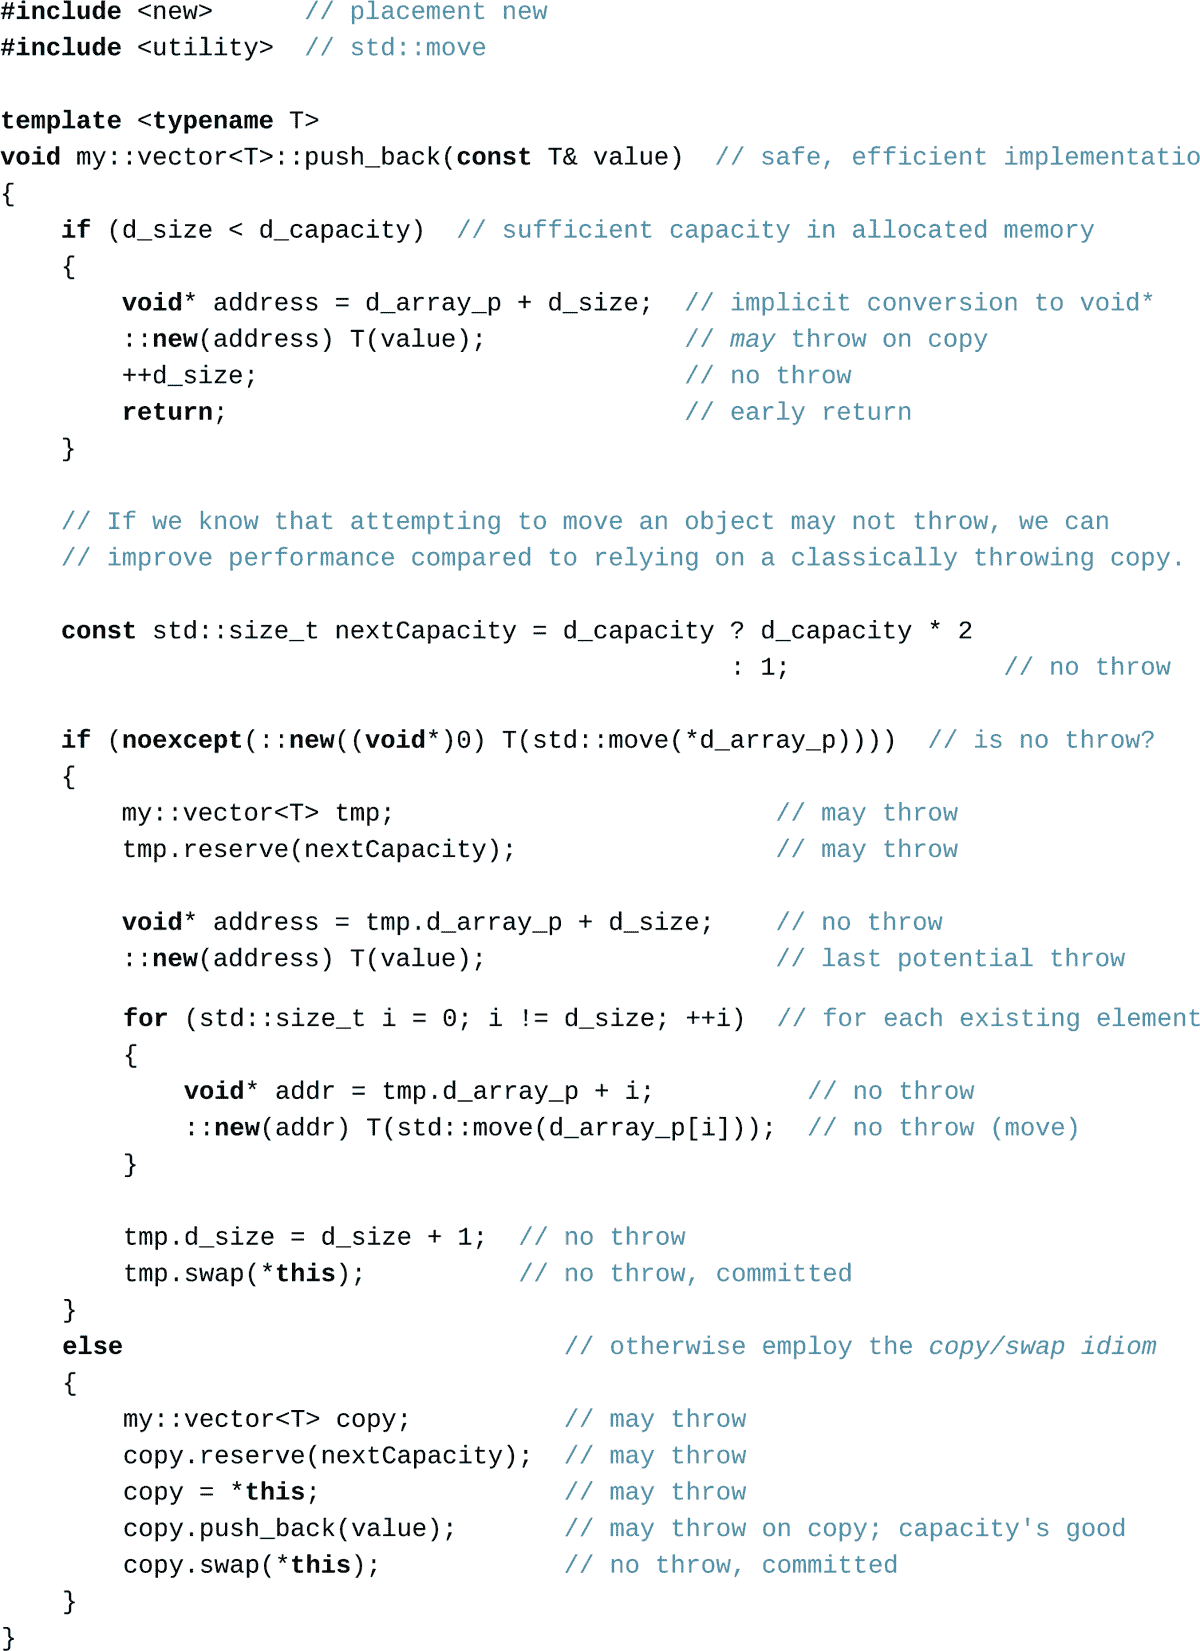 #include <new>      // placement new
#include <utility>  // std::move

template <typename T>
void my::vector<T>::push_back(const T& value)  // safe, efficient implementatio
{
    if (d_size < d_capacity)  // sufficient capacity in allocated memory
    {
        void* address = d_array_p + d_size;  // implicit conversion to void*
        ::new(address) T(value);             // may throw on copy
        ++d_size;                            // no throw
        return;                              // early return
    }

    // If we know that attempting to move an object may not throw, we can
    // improve performance compared to relying on a classically throwing copy.

    const std::size_t nextCapacity = d_capacity ? d_capacity * 2
                                                : 1;              // no throw

    if (noexcept(::new((void*)0) T(std::move(*d_array_p))))  // is no throw?
    {
        my::vector<T> tmp;                         // may throw
        tmp.reserve(nextCapacity);                 // may throw

        void* address = tmp.d_array_p + d_size;    // no throw
        ::new(address) T(value);                   // last potential throw

        for (std::size_t i = 0; i != d_size; ++i)  // for each existing element
        {
            void* addr = tmp.d_array_p + i;          // no throw
            ::new(addr) T(std::move(d_array_p[i]));  // no throw (move)
        }

        tmp.d_size = d_size + 1;  // no throw
        tmp.swap(*this);          // no throw, committed
    }
    else                             // otherwise employ the copy/swap idiom
    {
        my::vector<T> copy;          // may throw
        copy.reserve(nextCapacity);  // may throw
        copy = *this;                // may throw
        copy.push_back(value);       // may throw on copy; capacity's good
        copy.swap(*this);            // no throw, committed
    }
}